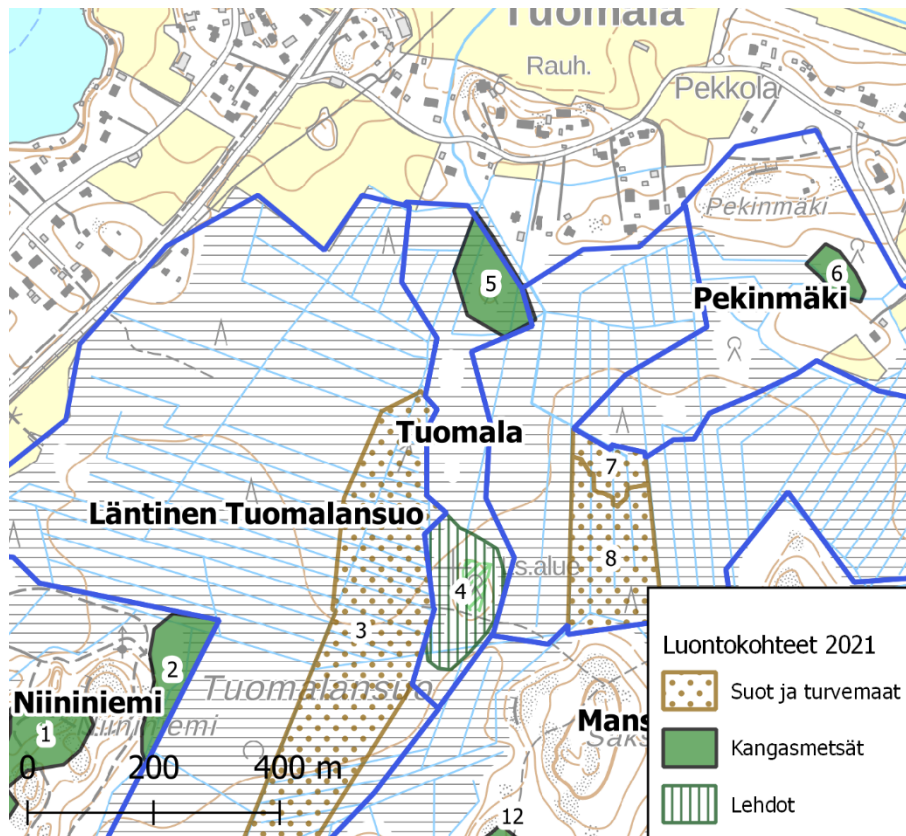 Tuomala
Rauh.
Pekkola
Pekinmäki
5
6
Pekinmäki
Tuomala
7
Läntinen Tuomalansuo
s.alue
8
4
3
2
Tuomalansuo
Niininiemi
Niininiemi
1
Mans
Saks
0 200 400 m
12
Luontokohteet 2021
Suot ja turvemaat
Kangasmetsät
Lehdot